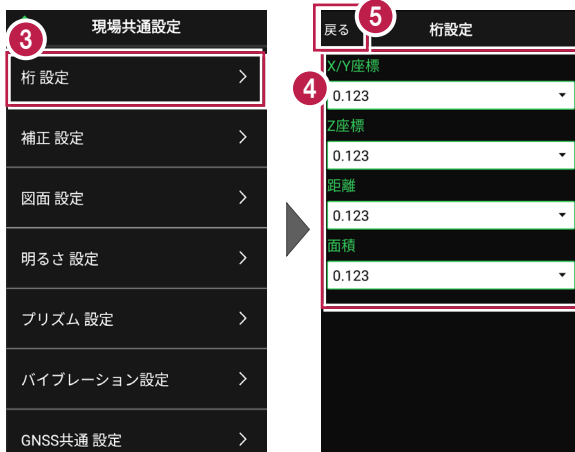 3
現場共通設定
桁 設定
補正 設定
図面 設定
明るさ 設定
プリズム 設定
バイブレーション設定
GNSS共通 設定
5
戻る
桁設定
4
X/Y座標
0.123
Z座標
0.123
距離
0.123
面積
0.123